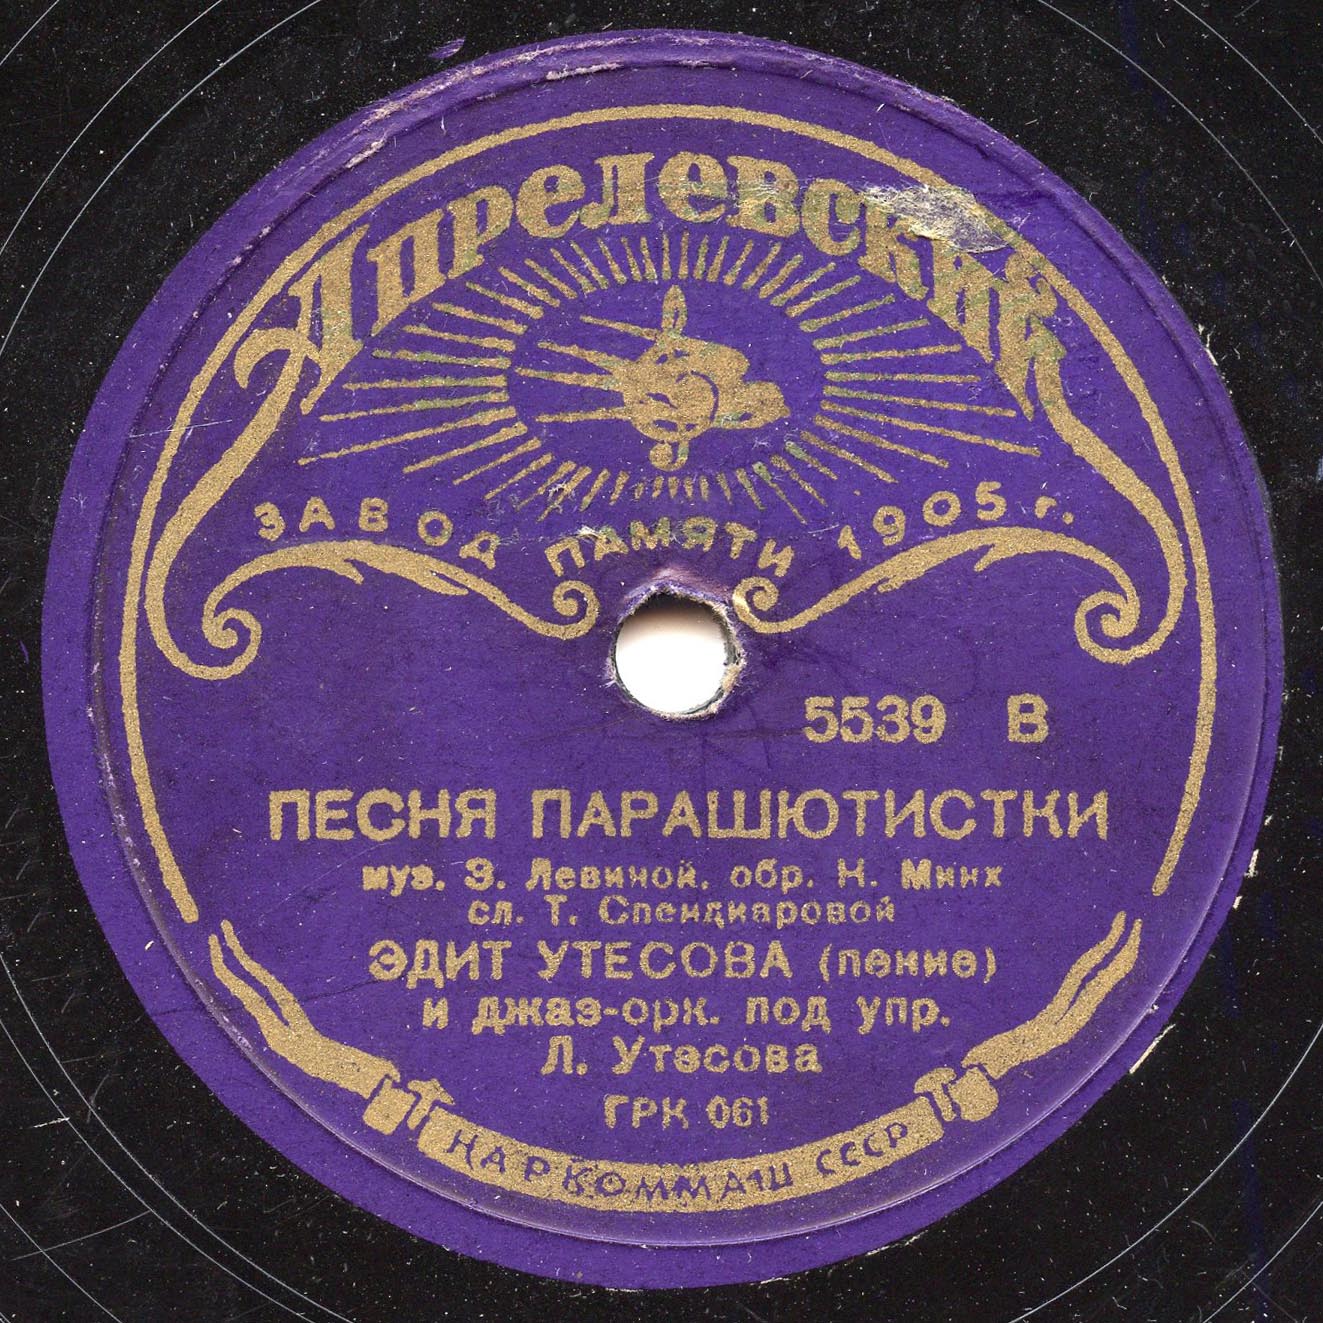 Апрелевский
ЗАВОД ПАМЯТИ 1905 г.
5539 В
ПЕСНЯ ПАРАШЮТИСТКИ
муз. З. Левиной, обр. Н. Минх
сл. Т. Спендиаровой
ЭДИТ УТЕСОВА (пение)
и джаз-орк. под упр.
Л. Утесова
ГРК 061
НАРКОММАШ СССР